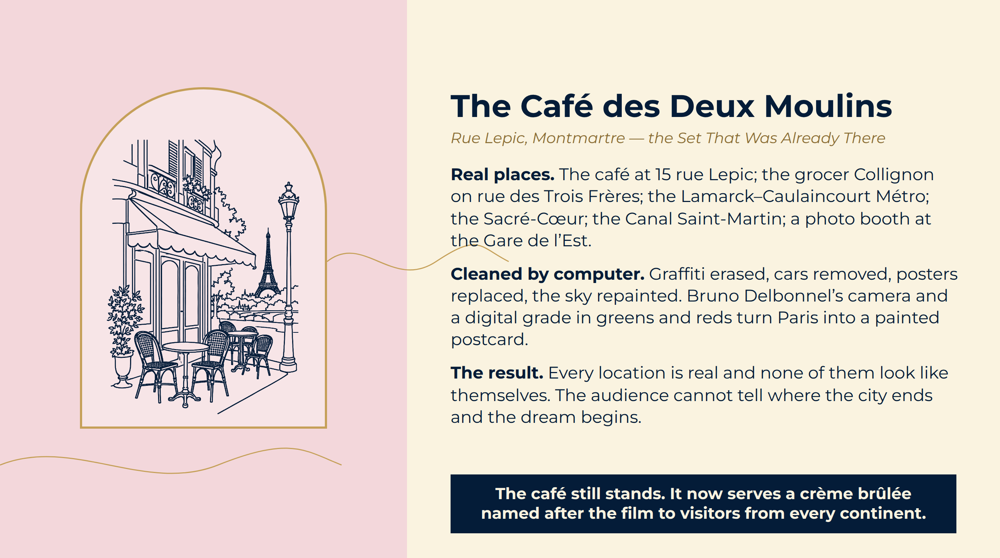 The Café des Deux Moulins
Rue Lepic, Montmartre — the Set That Was Already There
Real places. The café at 15 rue Lepic; the grocer Collignon
on rue des Trois Frères; the Lamarck–Caulaincourt Métro;
the Sacré-Cœur; the Canal Saint-Martin; a photo booth at
the Gare de l’Est.
Cleaned by computer. Graffiti erased, cars removed, posters
replaced, the sky repainted. Bruno Delbonnel’s camera and
a digital grade in greens and reds turn Paris into a painted
postcard.
The result. Every location is real and none of them look like
themselves. The audience cannot tell where the city ends
and the dream begins.
The café still stands. It now serves a crème brûlée
named after the film to visitors from every continent.